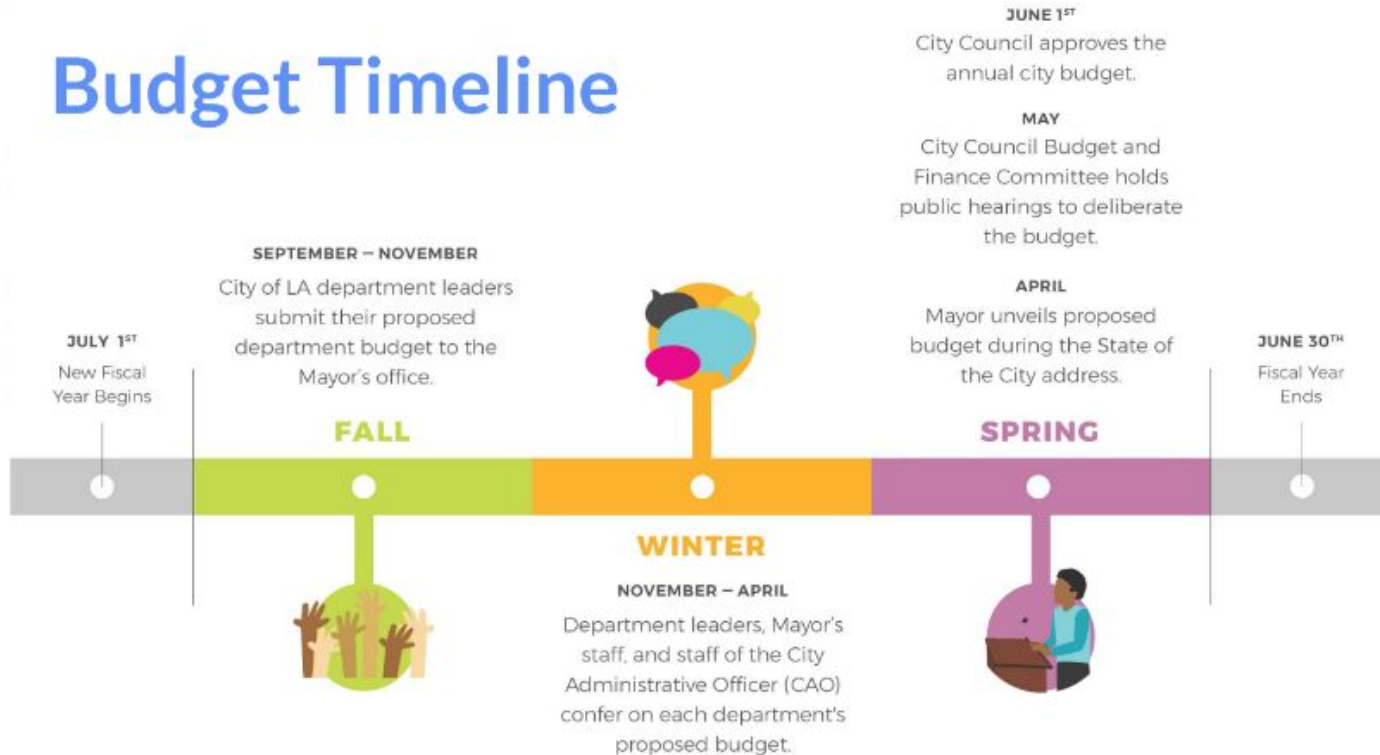 Budget Timeline
JULY 1ST
New Fiscal
Year Begins
SEPTEMBER – NOVEMBER
City of LA department leaders
submit their proposed
department budget to the
Mayor's office.
FALL
WINTER
NOVEMBER – APRIL
Department leaders, Mayor's
staff, and staff of the City
Administrative Officer (CAO)
confer on each department's
proposed budget.
JUNE 1ST
City Council approves the
annual city budget.
MAY
City Council Budget and
Finance Committee holds
public hearings to deliberate
the budget.
APRIL
Mayor unveils proposed
budget during the State of
the City address.
SPRING
JUNE 30TH
Fiscal Year
Ends